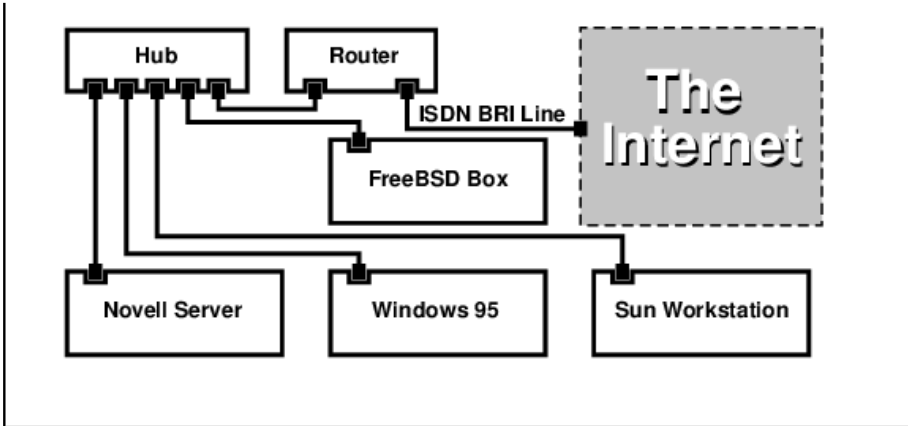 Hub
Router
The
Internet
ISDN BRI Line
FreeBSD Box
Novell Server
Windows 95
Sun Workstation